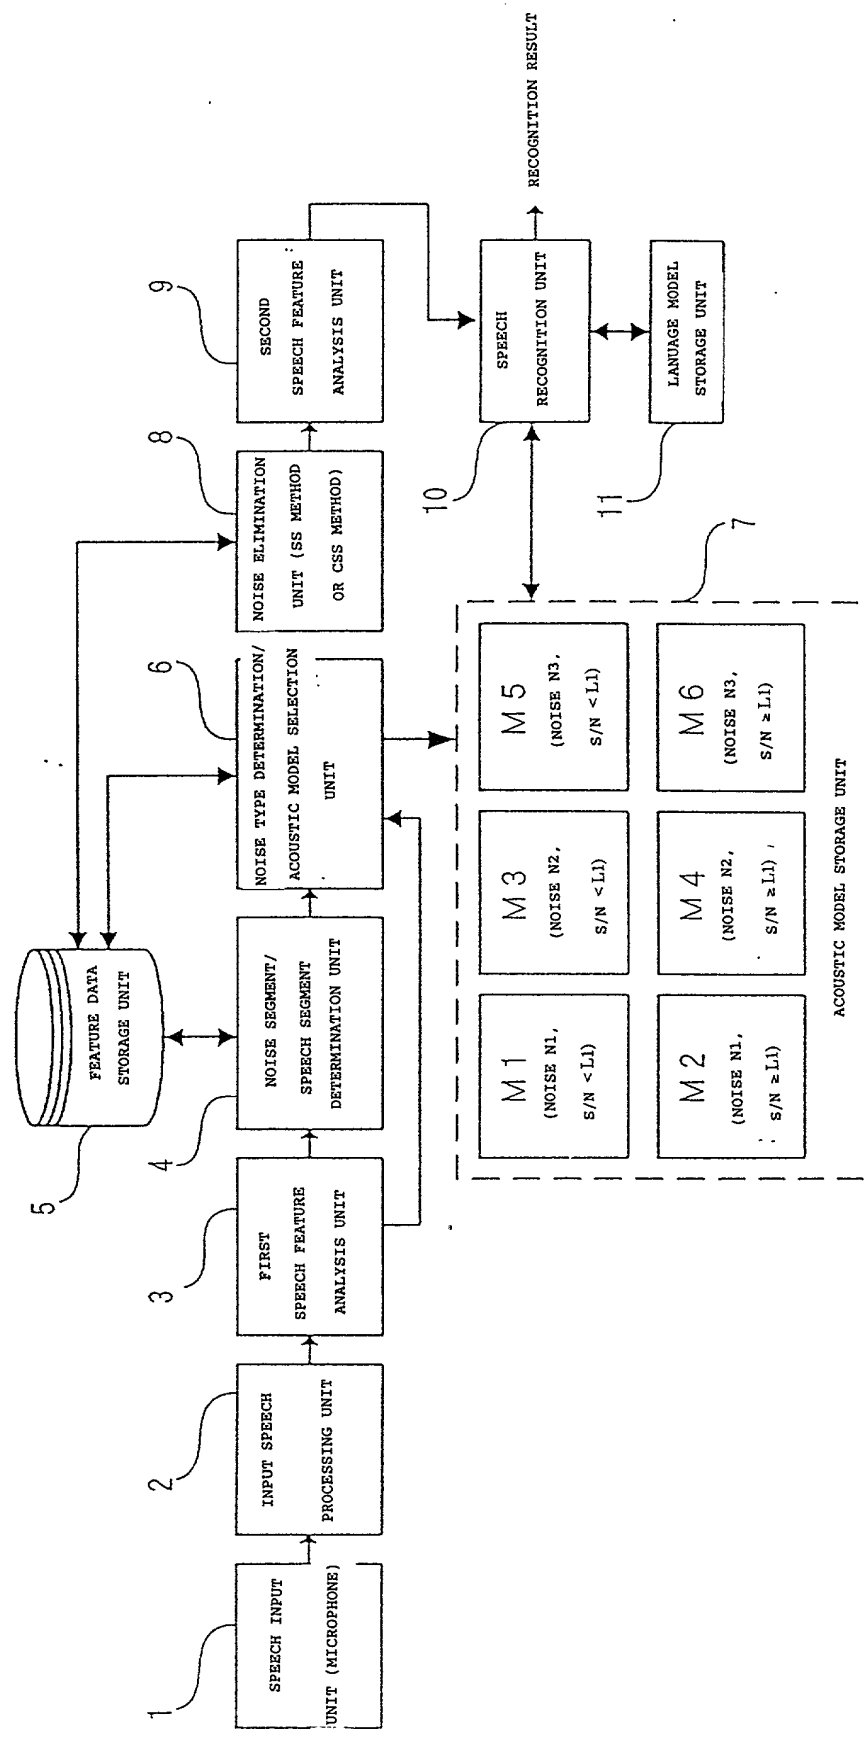 1
SPEECH INPUT
UNIT (MICROPHONE)
2
INPUT SPEECH
PROCESSING UNIT
3
FIRST
SPEECH FEATURE
ANALYSIS UNIT
4
NOISE SEGMENT/
SPEECH SEGMENT
DETERMINATION UNIT
5
FEATURE DATA
STORAGE UNIT
6
NOISE TYPE DETERMINATION/
ACOUSTIC MODEL SELECTION
UNIT
8
NOISE ELIMINATION
UNIT (SS METHOD
OR CSS METHOD)
9
SECOND
SPEECH FEATURE
ANALYSIS UNIT
10
SPEECH
RECOGNITION UNIT
RECOGNITION RESULT
11
LANUAGE MODEL
STORAGE UNIT
7
M1
(NOISE N1,
S/N <L1)
M3
(NOISE N2,
S/N <L1)
M5
(NOISE N3,
S/N <L1)
M2
(NOISE N1,
S/N ≥L1)
M4
(NOISE N2,
S/N ≥L1)
M6
(NOISE N3,
S/N ≥L1)
ACOUSTIC MODEL STORAGE UNIT